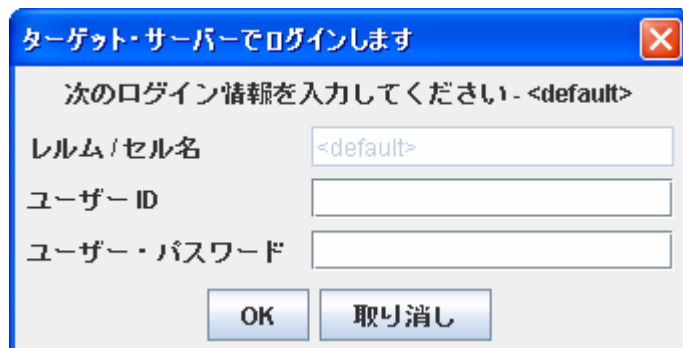 ターゲット・サーバーでログインします
次のログイン情報を入力してください - <default>
レルム/セル名 <default>
ユーザー ID
ユーザー・パスワード
OK 取り消し